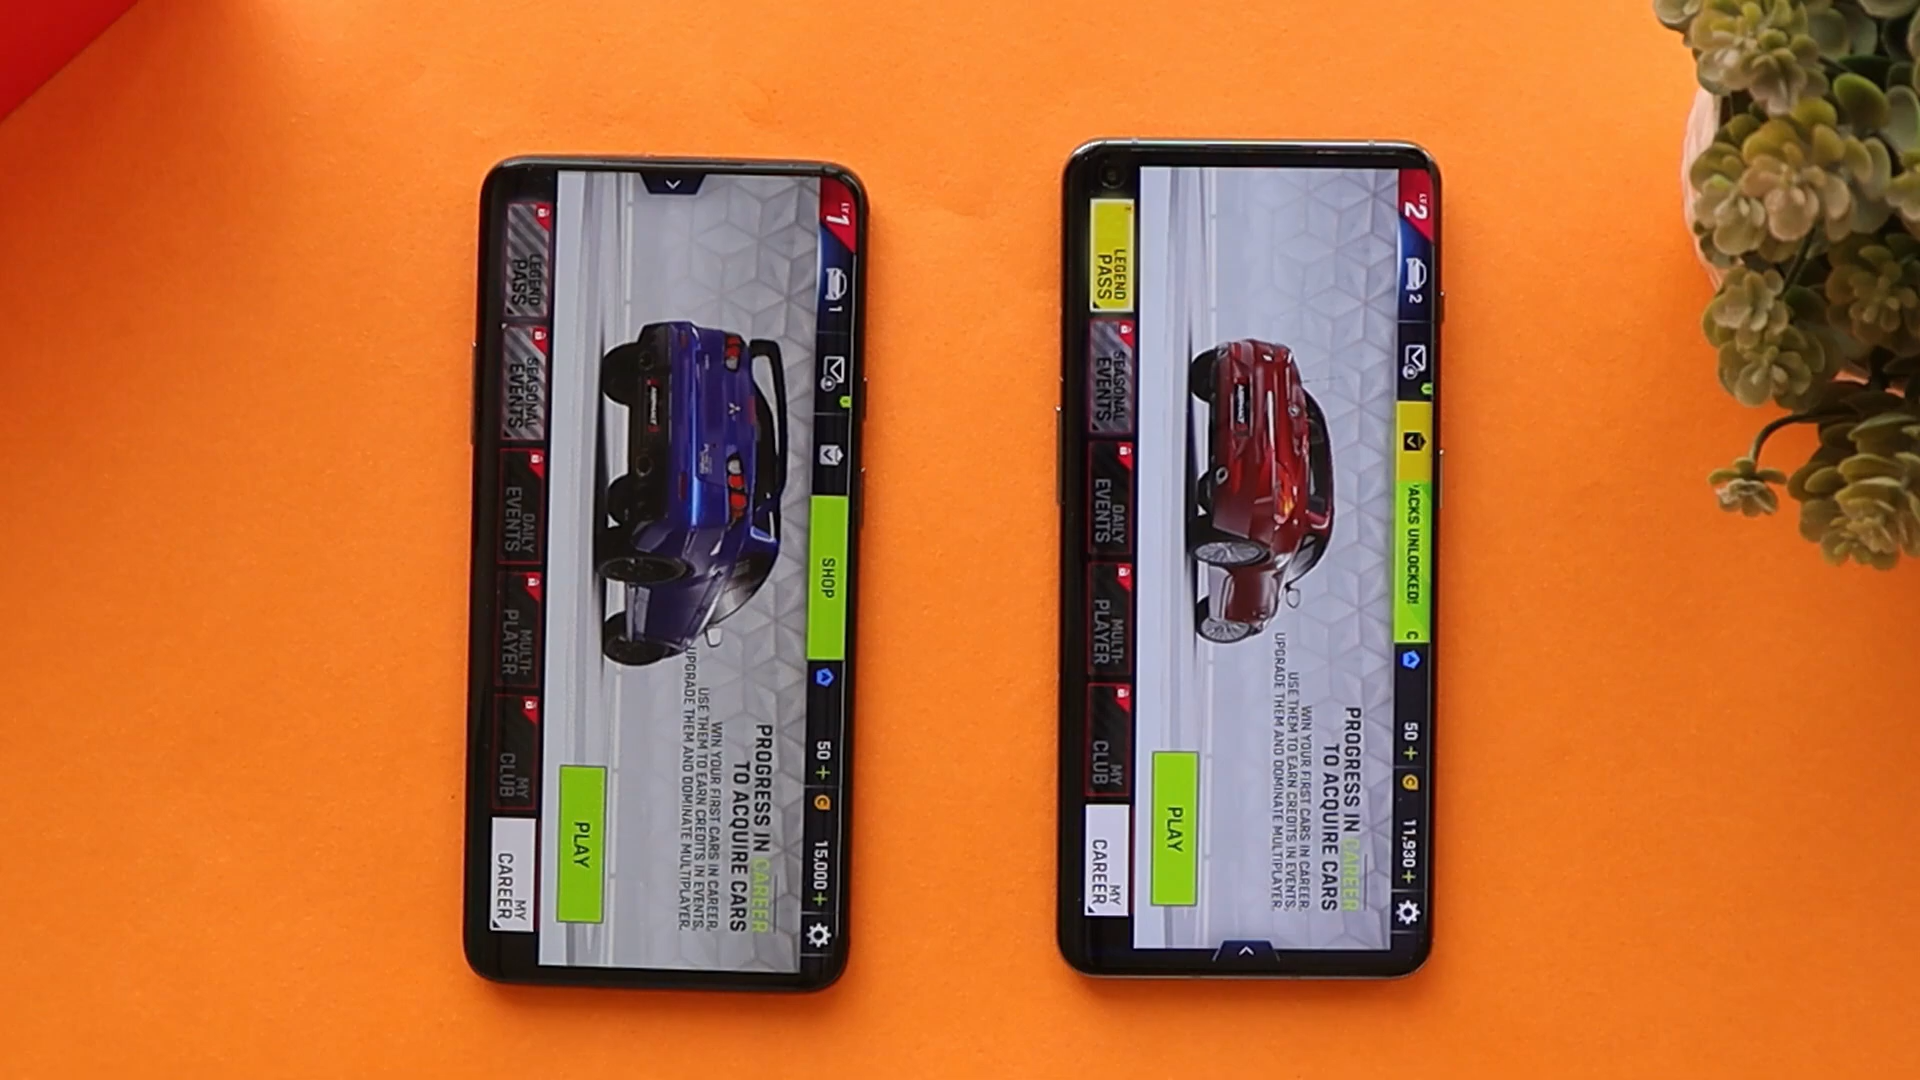 LV 1
1
SHOP
50 +
15,000 +
PROGRESS IN CAREER
TO ACQUIRE CARS
WIN YOUR FIRST CARS IN CAREER,
USE THEM TO EARN CREDITS IN EVENTS,
UPGRADE THEM AND DOMINATE MULTIPLAYER.
PLAY
LEGEND
PASS
SEASONAL
EVENTS
DAILY
EVENTS
MULTI-
PLAYER
MY
CLUB
MY
CAREER
2
2
ACKS UNLOCKED!
C
50 +
11,930 +
PROGRESS IN CAREER
TO ACQUIRE CARS
WIN YOUR FIRST CARS IN CAREER,
USE THEM TO EARN CREDITS IN EVENTS,
UPGRADE THEM AND DOMINATE MULTIPLAYER.
PLAY
LEGEND
PASS
SEASONAL
EVENTS
DAILY
EVENTS
MULTI-
PLAYER
MY
CLUB
MY
CAREER